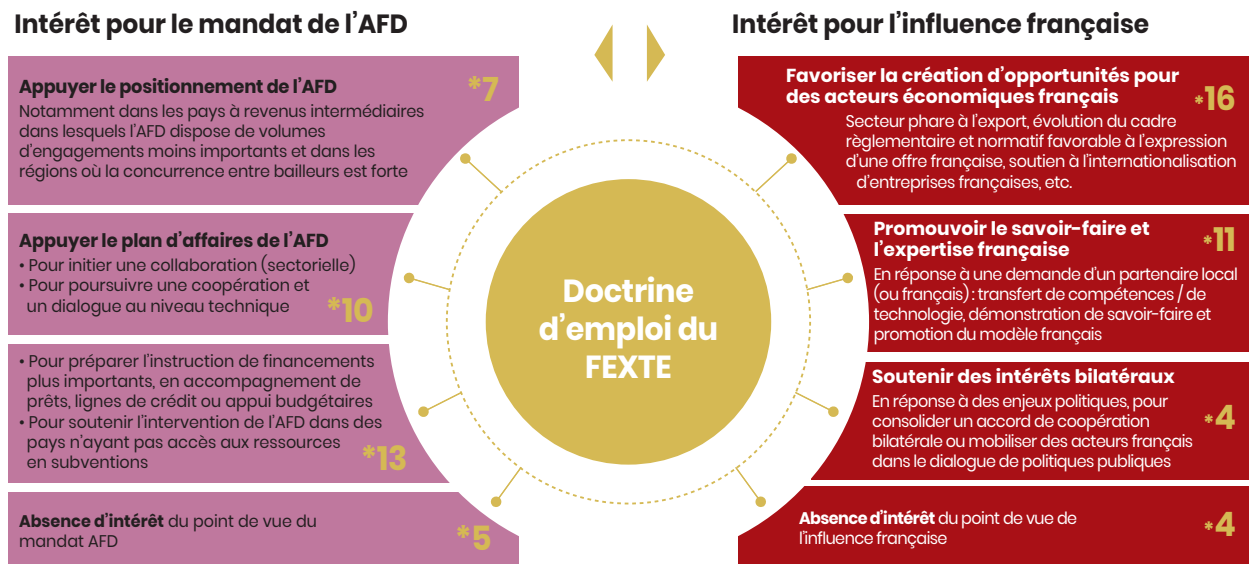 Intérêt pour le mandat de l'AFD
Appuyer le positionnement de l'AFD
*7
Notamment dans les pays à revenus intermédiaires
dans lesquels l'AFD dispose de volumes
d'engagements moins importants et dans les
régions où la concurrence entre bailleurs est forte
Appuyer le plan d'affaires de l'AFD
• Pour initier une collaboration (sectorielle)
• Pour poursuivre une coopération et
un dialogue au niveau technique
*10
• Pour préparer l'instruction de financements
plus importants, en accompagnement de
prêts, lignes de crédit ou appui budgétaires
• Pour soutenir l'intervention de l'AFD dans des
pays n'ayant pas accès aux ressources
en subventions
*13
Absence d'intérêt du point de vue du
mandat AFD
*5
Doctrine
d'emploi du
FEXTE
Intérêt pour l'influence française
Favoriser la création d'opportunités pour
des acteurs économiques français
*16
Secteur phare à l'export, évolution du cadre
règlementaire et normatif favorable à l'expression
d'une offre française, soutien à l'internationalisation
d'entreprises françaises, etc.
Promouvoir le savoir-faire et
l'expertise française
*11
En réponse à une demande d'un partenaire local
(ou français) : transfert de compétences / de
technologie, démonstration de savoir-faire et
promotion du modèle français
Soutenir des intérêts bilatéraux
En réponse à des enjeux politiques, pour
consolider un accord de coopération
bilatérale ou mobiliser des acteurs français
dans le dialogue de politiques publiques
*4
Absence d'intérêt du point de vue de
l'influence française
*4